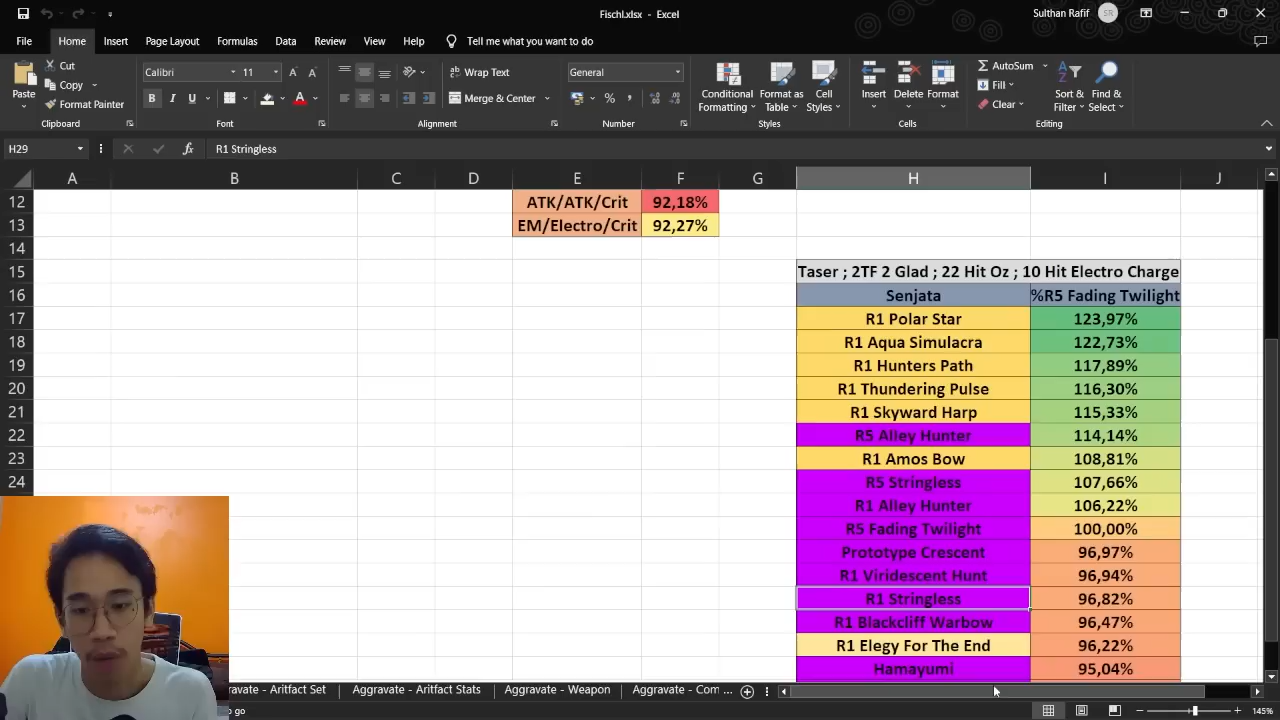 Fischl.xlsx - Excel
Sulthan Rafif
SR
File Home Insert Page Layout Formulas Data Review View Help Tell me what you want to do
Paste
Cut
Copy
Format Painter
Calibri 11
B I U
Wrap Text
Merge & Center
General
% ,
Conditional Formatting
Format as Table
Cell Styles
Insert Delete Format
AutoSum
Fill
Clear
Sort & Filter
Find & Select
Clipboard Font Alignment Number Styles Cells Editing
H29 fx R1 Stringless
A B C D E F G H I J
12 ATK/ATK/Crit 92,18%
13 EM/Electro/Crit 92,27%
14
15 Taser ; 2TF 2 Glad ; 22 Hit Oz ; 10 Hit Electro Charge
16 Senjata %R5 Fading Twilight
17 R1 Polar Star 123,97%
18 R1 Aqua Simulacra 122,73%
19 R1 Hunters Path 117,89%
20 R1 Thundering Pulse 116,30%
21 R1 Skyward Harp 115,33%
22 R5 Alley Hunter 114,14%
23 R1 Amos Bow 108,81%
24 R5 Stringless 107,66%
R1 Alley Hunter 106,22%
R5 Fading Twilight 100,00%
Prototype Crescent 96,97%
R1 Viridescent Hunt 96,94%
R1 Stringless 96,82%
R1 Blackcliff Warbow 96,47%
R1 Elegy For The End 96,22%
Hamayumi 95,04%
gravate - Aritfact Set Aggravate - Aritfact Stats Aggravate - Weapon Aggravate - Com ...
o go 145%